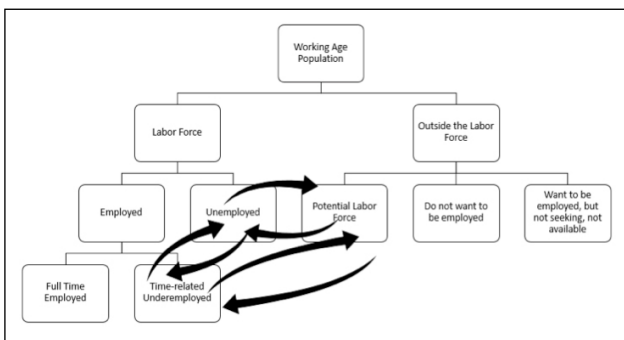 Working Age
Population
Labor Force
Outside the Labor
Force
Employed
Unemployed
Potential Labor
Force
Do not want to
be employed
Want to be
employed, but
not seeking, not
available
Full Time
Employed
Time-related
Underemployed